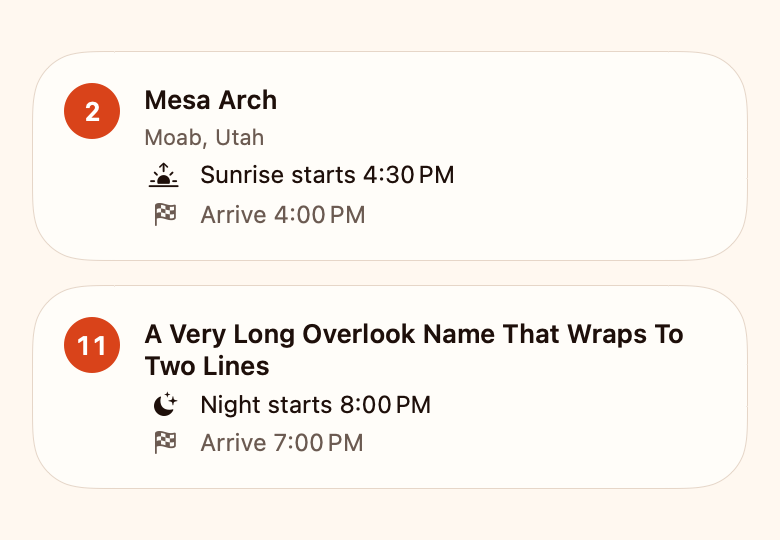 2
Mesa Arch
Moab, Utah
Sunrise starts 4:30 PM
Arrive 4:00 PM
11
A Very Long Overlook Name That Wraps To
Two Lines
Night starts 8:00 PM
Arrive 7:00 PM